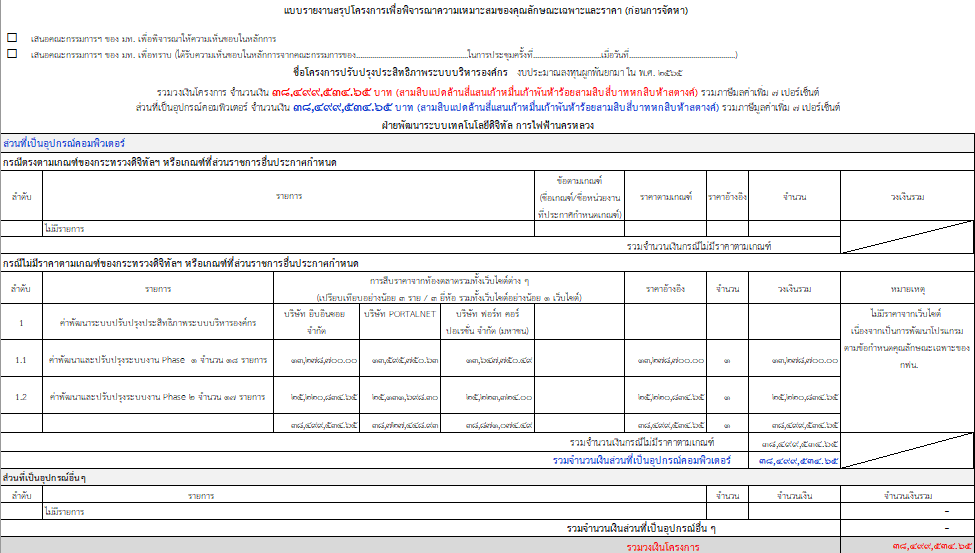 แบบรายงานสรุปโครงการเพื่อพิจารณาความเหมาะสมของคุณลักษณะเฉพาะและราคา (ก่อนการจัดหา)
เสนอคณะกรรมการฯ ของ มท. เพื่อพิจารณาให้ความเห็นชอบในหลักการ
เสนอคณะกรรมการฯ ของ มท. เพื่อทราบ (ได้รับความเห็นชอบในหลักการจากคณะกรรมการของ..............................ในการประชุมครั้งที่......................เมื่อวันที่..............................)
ชื่อโครงการปรับปรุงประสิทธิภาพระบบบริหารองค์กร งบประมาณลงทุนผูกพันยกมา ใน พ.ศ. ๒๕๖๕
รวมวงเงินโครงการ จำนวนเงิน ๓๘,๔๙๙,๕๓๔.๖๕ บาท (สามสิบแปดล้านสี่แสนเก้าหมื่นเก้าพันห้าร้อยสามสิบสี่บาทหกสิบห้าสตางค์) รวมภาษีมูลค่าเพิ่ม ๗ เปอร์เซ็นต์
ส่วนที่เป็นอุปกรณ์คอมพิวเตอร์ จำนวนเงิน ๓๘,๔๙๙,๕๓๔.๖๕ บาท (สามสิบแปดล้านสี่แสนเก้าหมื่นเก้าพันห้าร้อยสามสิบสี่บาทหกสิบห้าสตางค์) รวมภาษีมูลค่าเพิ่ม ๗ เปอร์เซ็นต์
ฝ่ายพัฒนาระบบเทคโนโลยีดิจิทัล การไฟฟ้านครหลวง
ส่วนที่เป็นอุปกรณ์คอมพิวเตอร์
กรณีตรงตามเกณฑ์ของกระทรวงดิจิทัลฯ หรือเกณฑ์ที่ส่วนราชการอื่นประกาศกำหนด
ลำดับ รายการ ข้อตามเกณฑ์ (ชื่อเกณฑ์/ชื่อหน่วยงาน ที่ประกาศกำหนดเกณฑ์) ราคาตามเกณฑ์ ราคาอ้างอิง จำนวน วงเงินรวม
ไม่มีรายการ
รวมจำนวนเงินกรณีไม่มีราคาตามเกณฑ์
กรณีไม่มีราคาตามเกณฑ์ของกระทรวงดิจิทัลฯ หรือเกณฑ์ที่ส่วนราชการอื่นประกาศกำหนด
ลำดับ รายการ การสืบราคาจากท้องตลาดรวมทั้งเว็บไซต์ต่าง ๆ (เปรียบเทียบอย่างน้อย ๓ ราย / ๓ ยี่ห้อ รวมทั้งเว็บไซต์อย่างน้อย ๑ เว็บไซต์) ราคาอ้างอิง จำนวน วงเงินรวม หมายเหตุ
1 ค่าพัฒนาระบบปรับปรุงประสิทธิภาพระบบบริหารองค์กร บริษัท ยิบอินซอย จำกัด บริษัท PORTALNET บริษัท ฟอร์ท คอร์ปอเรชั่น จำกัด (มหาชน)
ไม่มีราคาจากเว็บไซต์
เนื่องจากเป็นการพัฒนาโปรแกรม
ตามข้อกำหนดคุณลักษณะเฉพาะของ
กฟน.
1.1 ค่าพัฒนาและปรับปรุงระบบงาน Phase ๑ จำนวน ๑๘ รายการ ๑๓,๒๗๘,๗๐๐.๐๐ ๑๓,๕๙๕,๗๕๐.๖๓ ๑๓,๖๔๗,๗๕๐.๔๙ ๑๓,๒๗๘,๗๐๐.๐๐ ๑ ๑๓,๒๗๘,๗๐๐.๐๐
1.2 ค่าพัฒนาและปรับปรุงระบบงาน Phase ๒ จำนวน ๑๗ รายการ ๒๕,๒๒๐,๘๓๔.๖๕ ๒๕,๑๓๑,๖๙๘.๓๐ ๒๕,๒๒๓,๓๒๔.๐๐ ๒๕,๒๒๐,๘๓๔.๖๕ ๑ ๒๕,๒๒๐,๘๓๔.๖๕
๓๘,๔๙๙,๕๓๔.๖๕ ๓๘,๗๒๗,๔๔๘.๙๓ ๓๘,๘๗๑,๐๗๔.๔๙ ๓๘,๔๙๙,๕๓๔.๖๕ ๑ ๓๘,๔๙๙,๕๓๔.๖๕
รวมจำนวนเงินกรณีไม่มีราคาตามเกณฑ์ ๓๘,๔๙๙,๕๓๔.๖๕
รวมจำนวนเงินส่วนที่เป็นอุปกรณ์คอมพิวเตอร์ ๓๘,๔๙๙,๕๓๔.๖๕
ส่วนที่เป็นอุปกรณ์อื่นๆ
ลำดับ รายการ จำนวน จำนวนเงิน จำนวนเงินรวม
ไม่มีรายการ -
รวมจำนวนเงินส่วนที่เป็นอุปกรณ์อื่น ๆ -
รวมวงเงินโครงการ ๓๘,๔๙๙,๕๓๔.๖๕